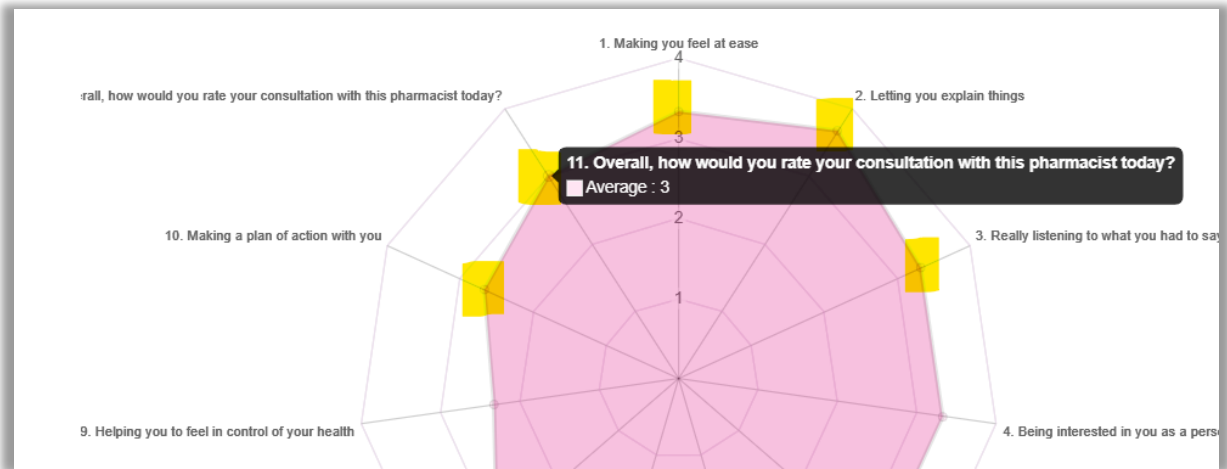 1. Making you feel at ease
4
rall, how would you rate your consultation with this pharmacist today?
2. Letting you explain things
3
11. Overall, how would you rate your consultation with this pharmacist today?
Average : 3
2
10. Making a plan of action with you
3. Really listening to what you had to say
1
9. Helping you to feel in control of your health
4. Being interested in you as a pers